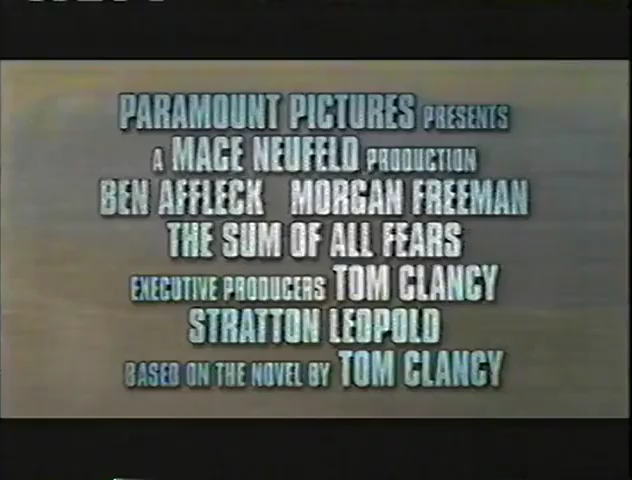 PARAMOUNT PICTURES PRESENTS
A MACE NEUFELD PRODUCTION
BEN AFFLECK MORGAN FREEMAN
THE SUM OF ALL FEARS
EXECUTIVE PRODUCERS TOM CLANCY
STRATTON LEOPOLD
BASED ON THE NOVEL BY TOM CLANCY